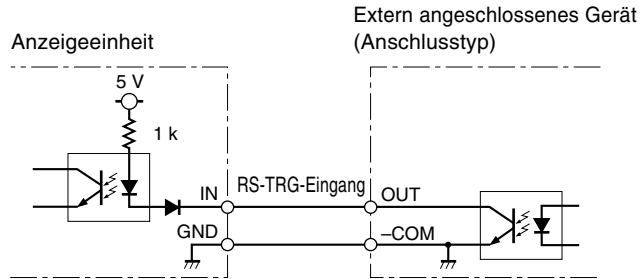 Anzeigeeinheit
Extern angeschlossenes Gerät
(Anschlusstyp)
5 V
1 k
IN
RS-TRG-Eingang
OUT
GND
–COM